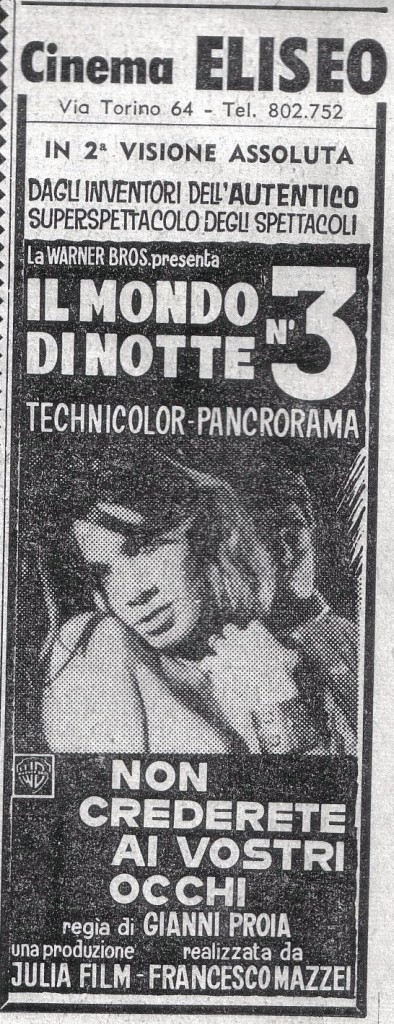 Cinema ELISEO
Via Torino 64 - Tel. 802.752
IN 2ª VISIONE ASSOLUTA
DAGLI INVENTORI DELL'AUTENTICO
SUPERSPETTACOLO DEGLI SPETTACOLI
La WARNER BROS. presenta
IL MONDO
DI NOTTE N° 3
TECHNICOLOR-PANCRORAMA
WB
NON
CREDERETE
AI VOSTRI
OCCHI
regia di GIANNI PROIA
una produzione realizzata da
JULIA FILM - FRANCESCO MAZZEI